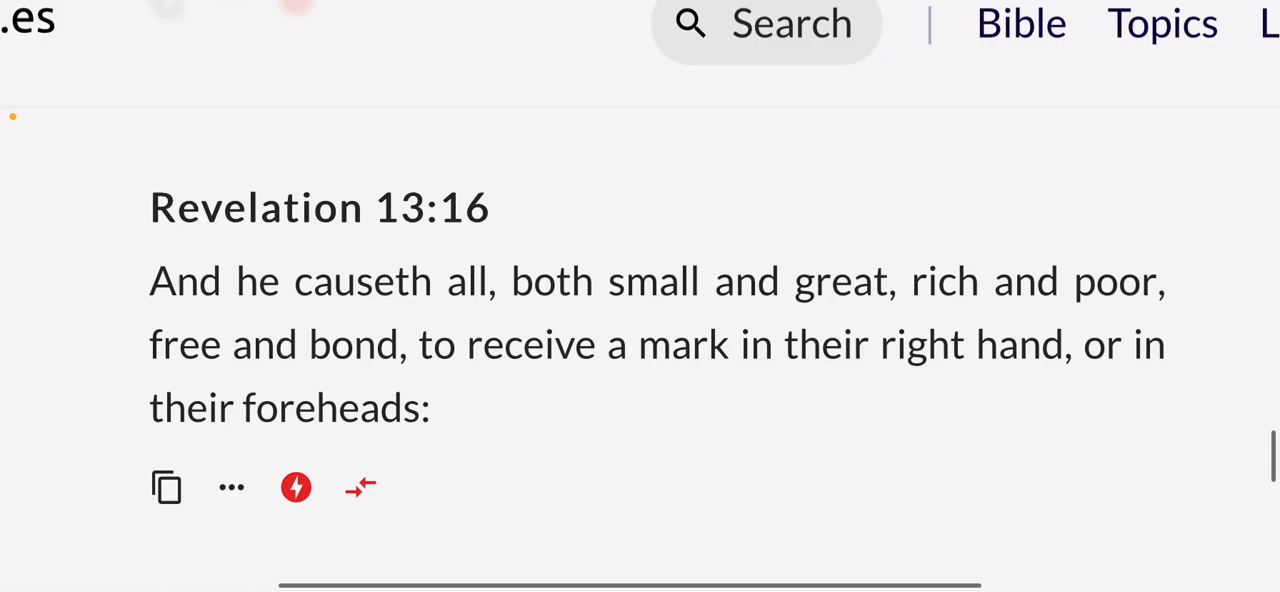 .es
Search | Bible Topics L
Revelation 13:16
And he causeth all, both small and great, rich and poor,
free and bond, to receive a mark in their right hand, or in
their foreheads: